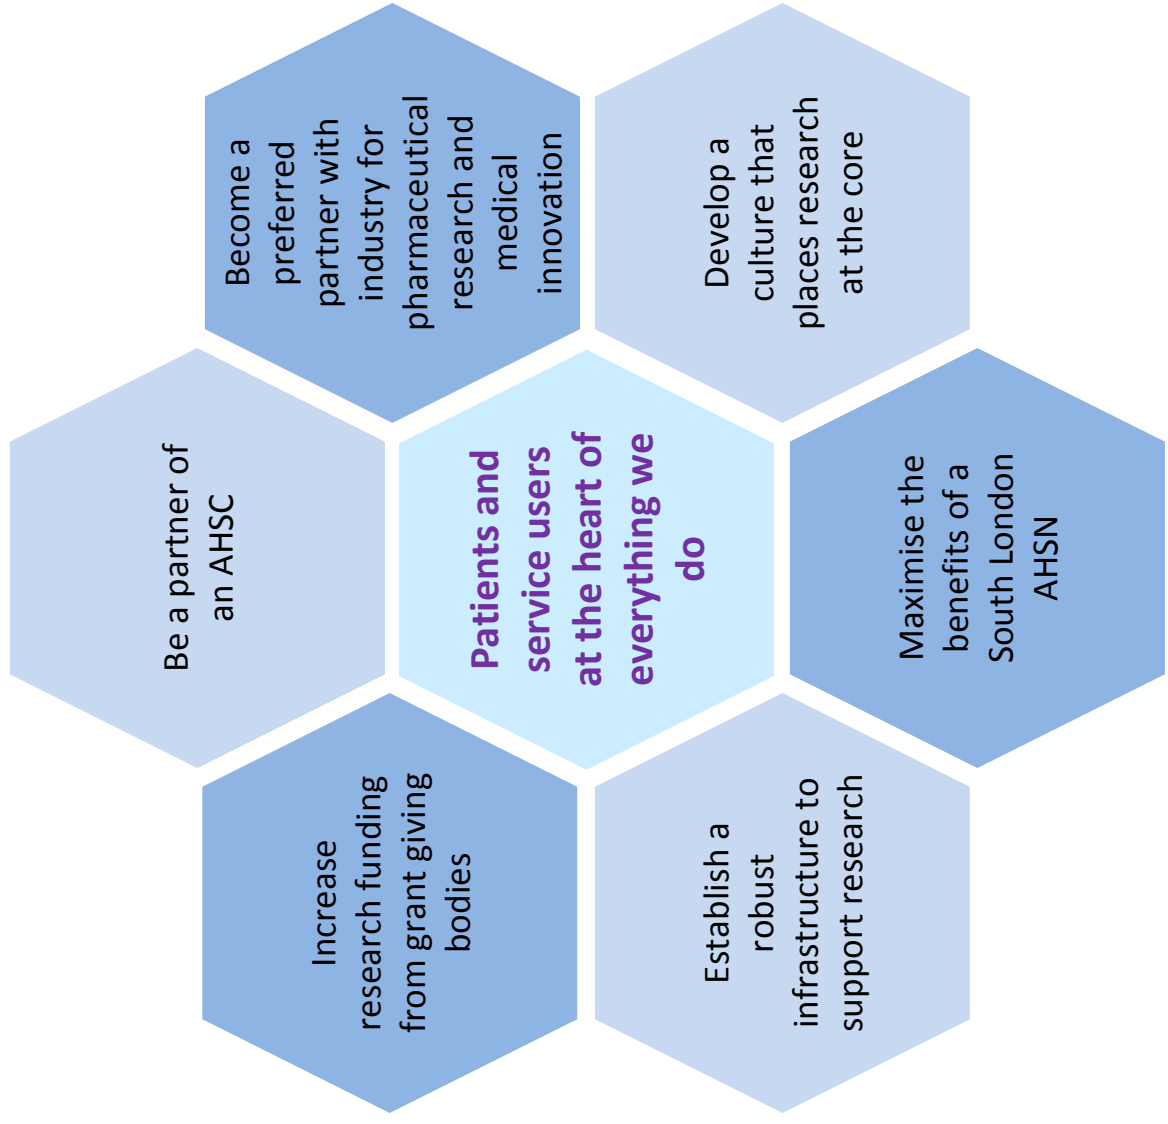 Be a partner of
an AHSC
Increase
research funding
from grant giving
bodies
Become a
preferred
partner with
industry for
pharmaceutical
research and
medical
innovation
Patients and
service users
at the heart of
everything we
do
Establish a
robust
infrastructure to
support research
Develop a
culture that
places research
at the core
Maximise the
benefits of a
South London
AHSN